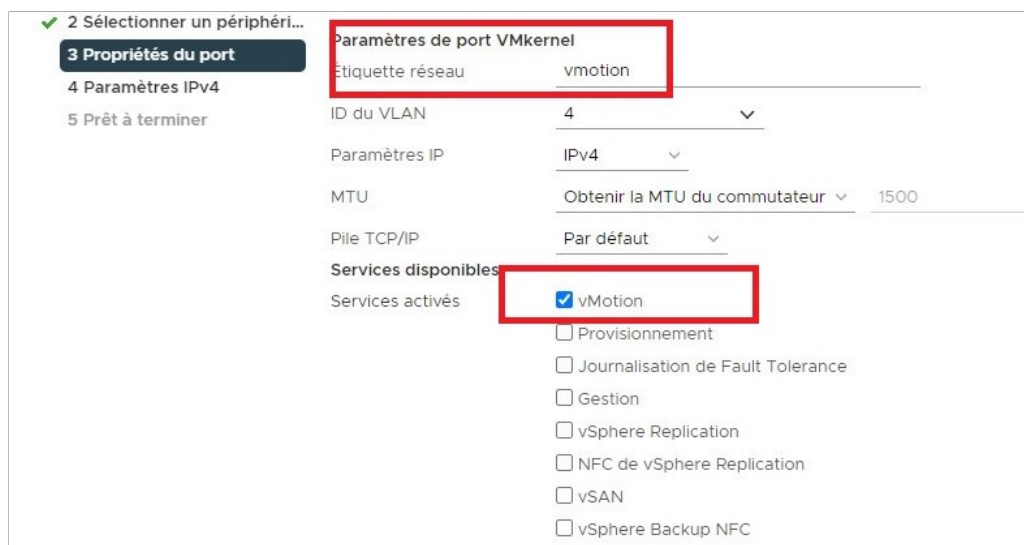 2 Sélectionner un périphéri...
3 Propriétés du port
4 Paramètres IPv4
5 Prêt à terminer
Paramètres de port VMkernel
Étiquette réseau vmotion
ID du VLAN 4
Paramètres IP IPv4
MTU Obtenir la MTU du commutateur 1500
Pile TCP/IP Par défaut
Services disponibles
Services activés vMotion
Provisionnement
Journalisation de Fault Tolerance
Gestion
vSphere Replication
NFC de vSphere Replication
vSAN
vSphere Backup NFC